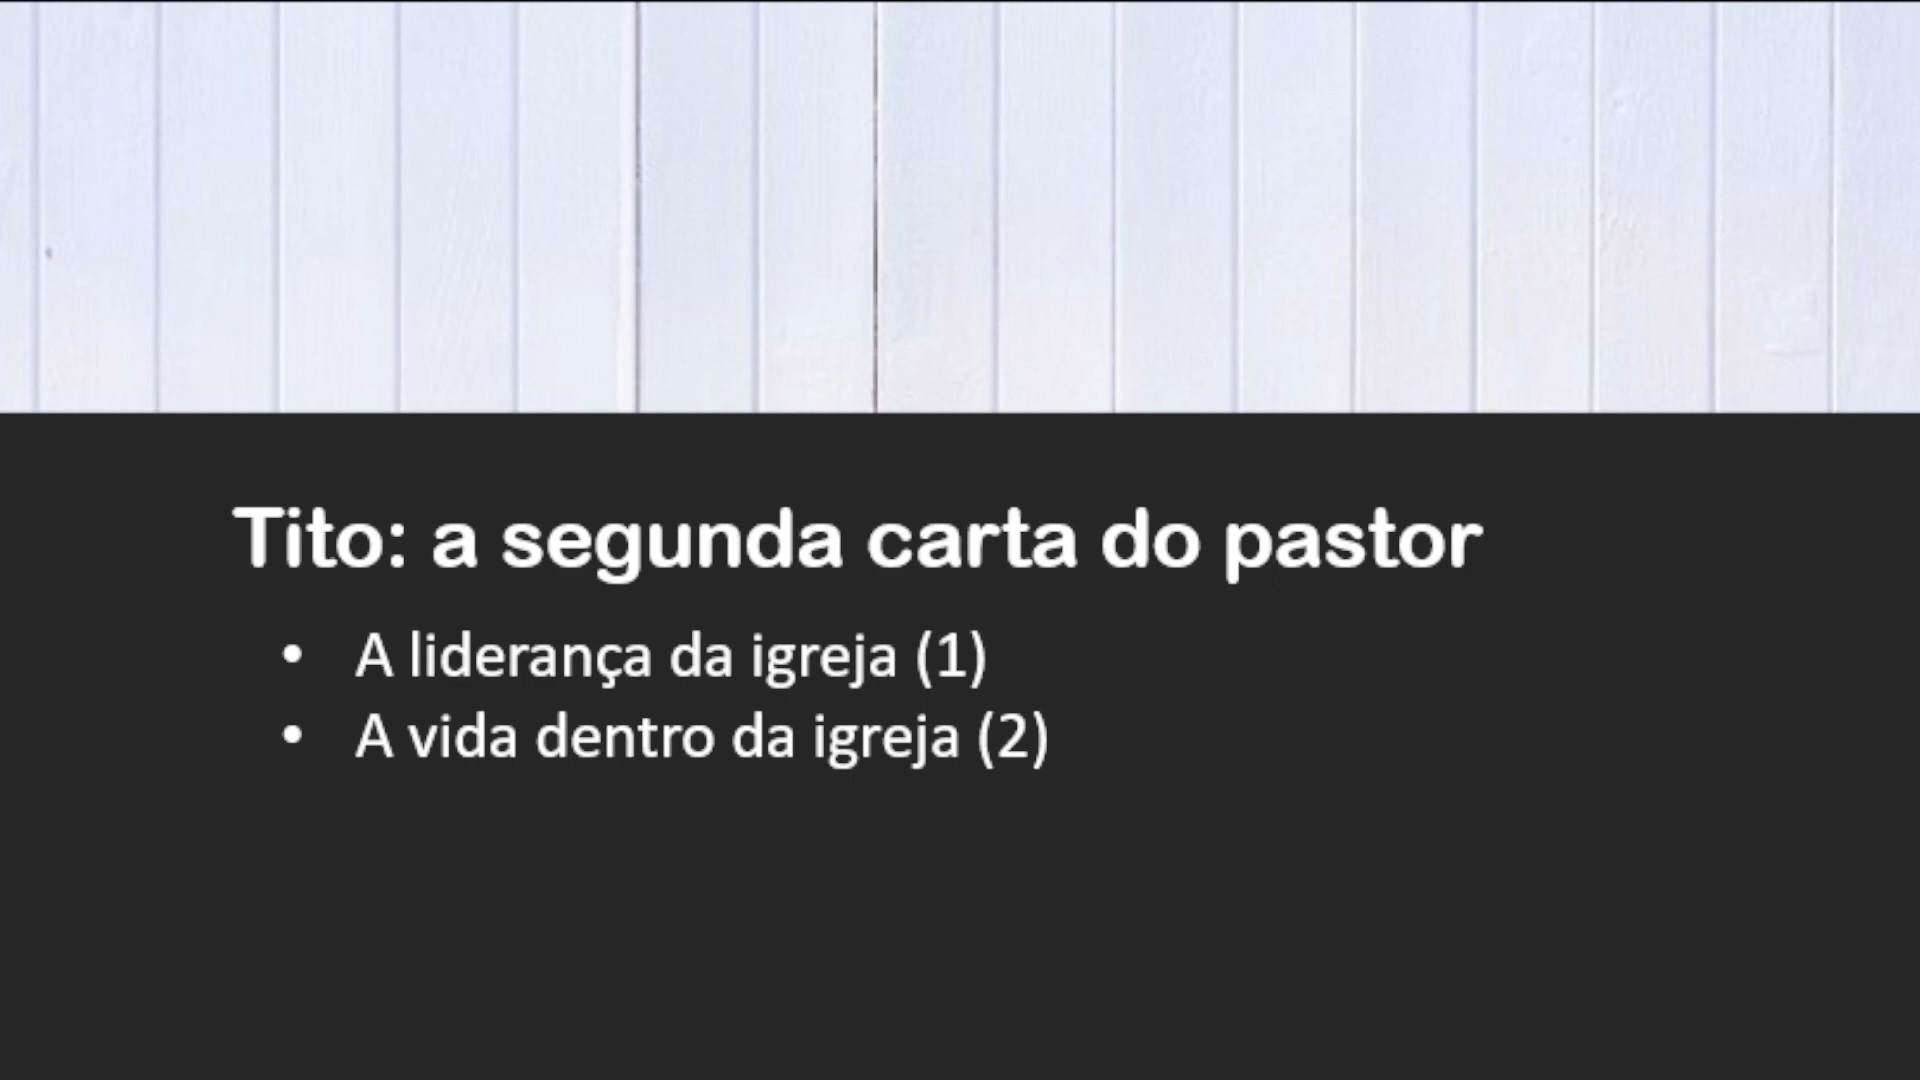 Tito: a segunda carta do pastor
• A liderança da igreja (1)
• A vida dentro da igreja (2)